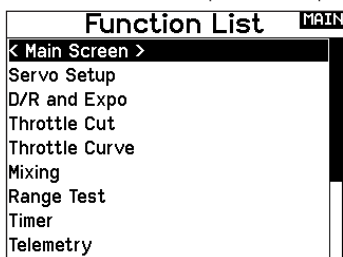 Function List MAIN
< Main Screen >
Servo Setup
D/R and Expo
Throttle Cut
Throttle Curve
Mixing
Range Test
Timer
Telemetry